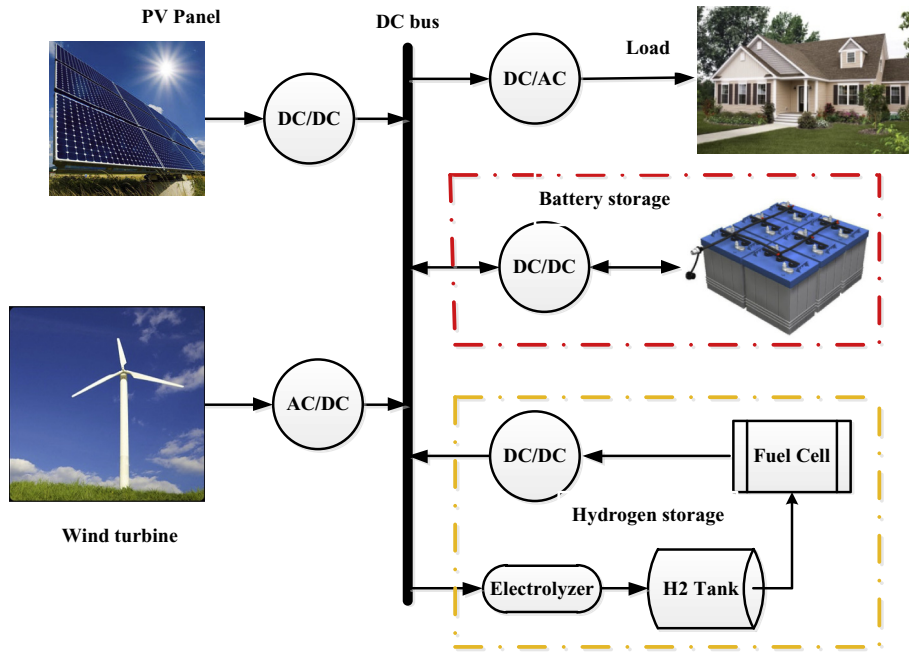 PV Panel
DC bus
DC/DC
DC/AC
Load
Battery storage
DC/DC
AC/DC
Wind turbine
DC/DC
Fuel Cell
Hydrogen storage
Electrolyzer
H2 Tank